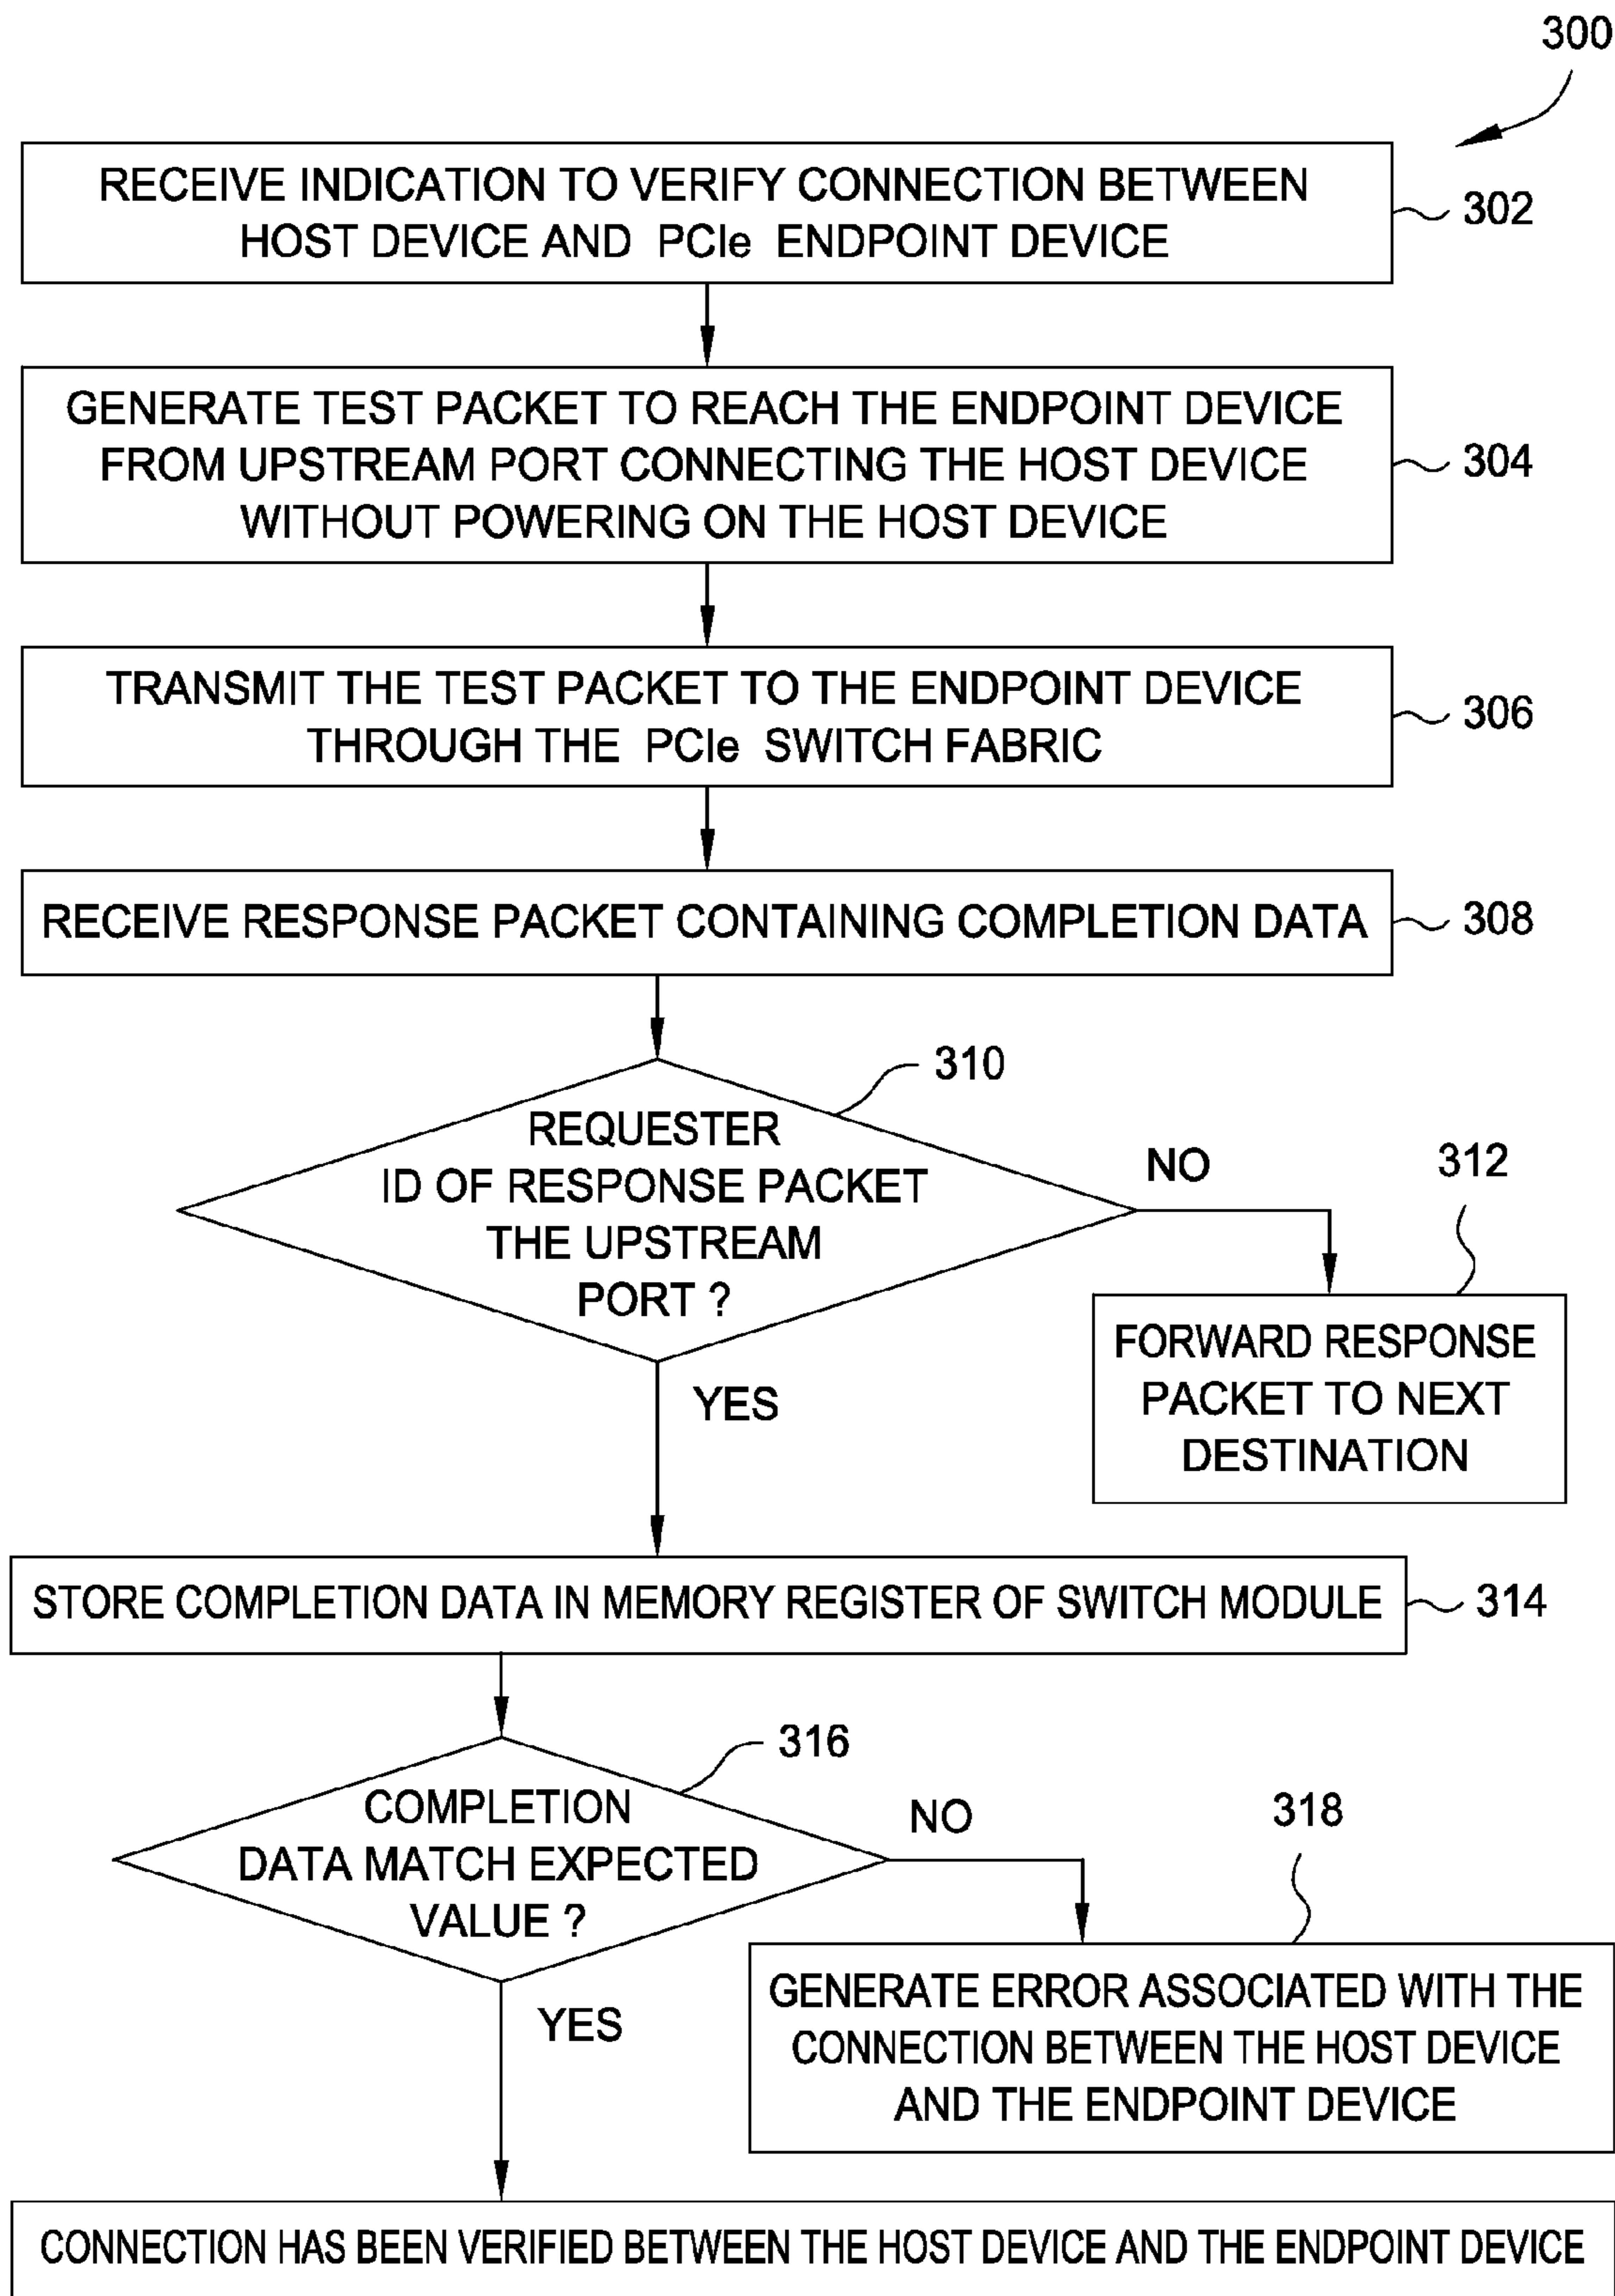 300
RECEIVE INDICATION TO VERIFY CONNECTION BETWEEN
HOST DEVICE AND PCIe ENDPOINT DEVICE
302
GENERATE TEST PACKET TO REACH THE ENDPOINT DEVICE
FROM UPSTREAM PORT CONNECTING THE HOST DEVICE
WITHOUT POWERING ON THE HOST DEVICE
304
TRANSMIT THE TEST PACKET TO THE ENDPOINT DEVICE
THROUGH THE PCIe SWITCH FABRIC
306
RECEIVE RESPONSE PACKET CONTAINING COMPLETION DATA
308
310
REQUESTER
ID OF RESPONSE PACKET
THE UPSTREAM
PORT ?
NO
312
FORWARD RESPONSE
PACKET TO NEXT
DESTINATION
YES
STORE COMPLETION DATA IN MEMORY REGISTER OF SWITCH MODULE
314
316
COMPLETION
DATA MATCH EXPECTED
VALUE ?
NO
318
GENERATE ERROR ASSOCIATED WITH THE
CONNECTION BETWEEN THE HOST DEVICE
AND THE ENDPOINT DEVICE
YES
CONNECTION HAS BEEN VERIFIED BETWEEN THE HOST DEVICE AND THE ENDPOINT DEVICE